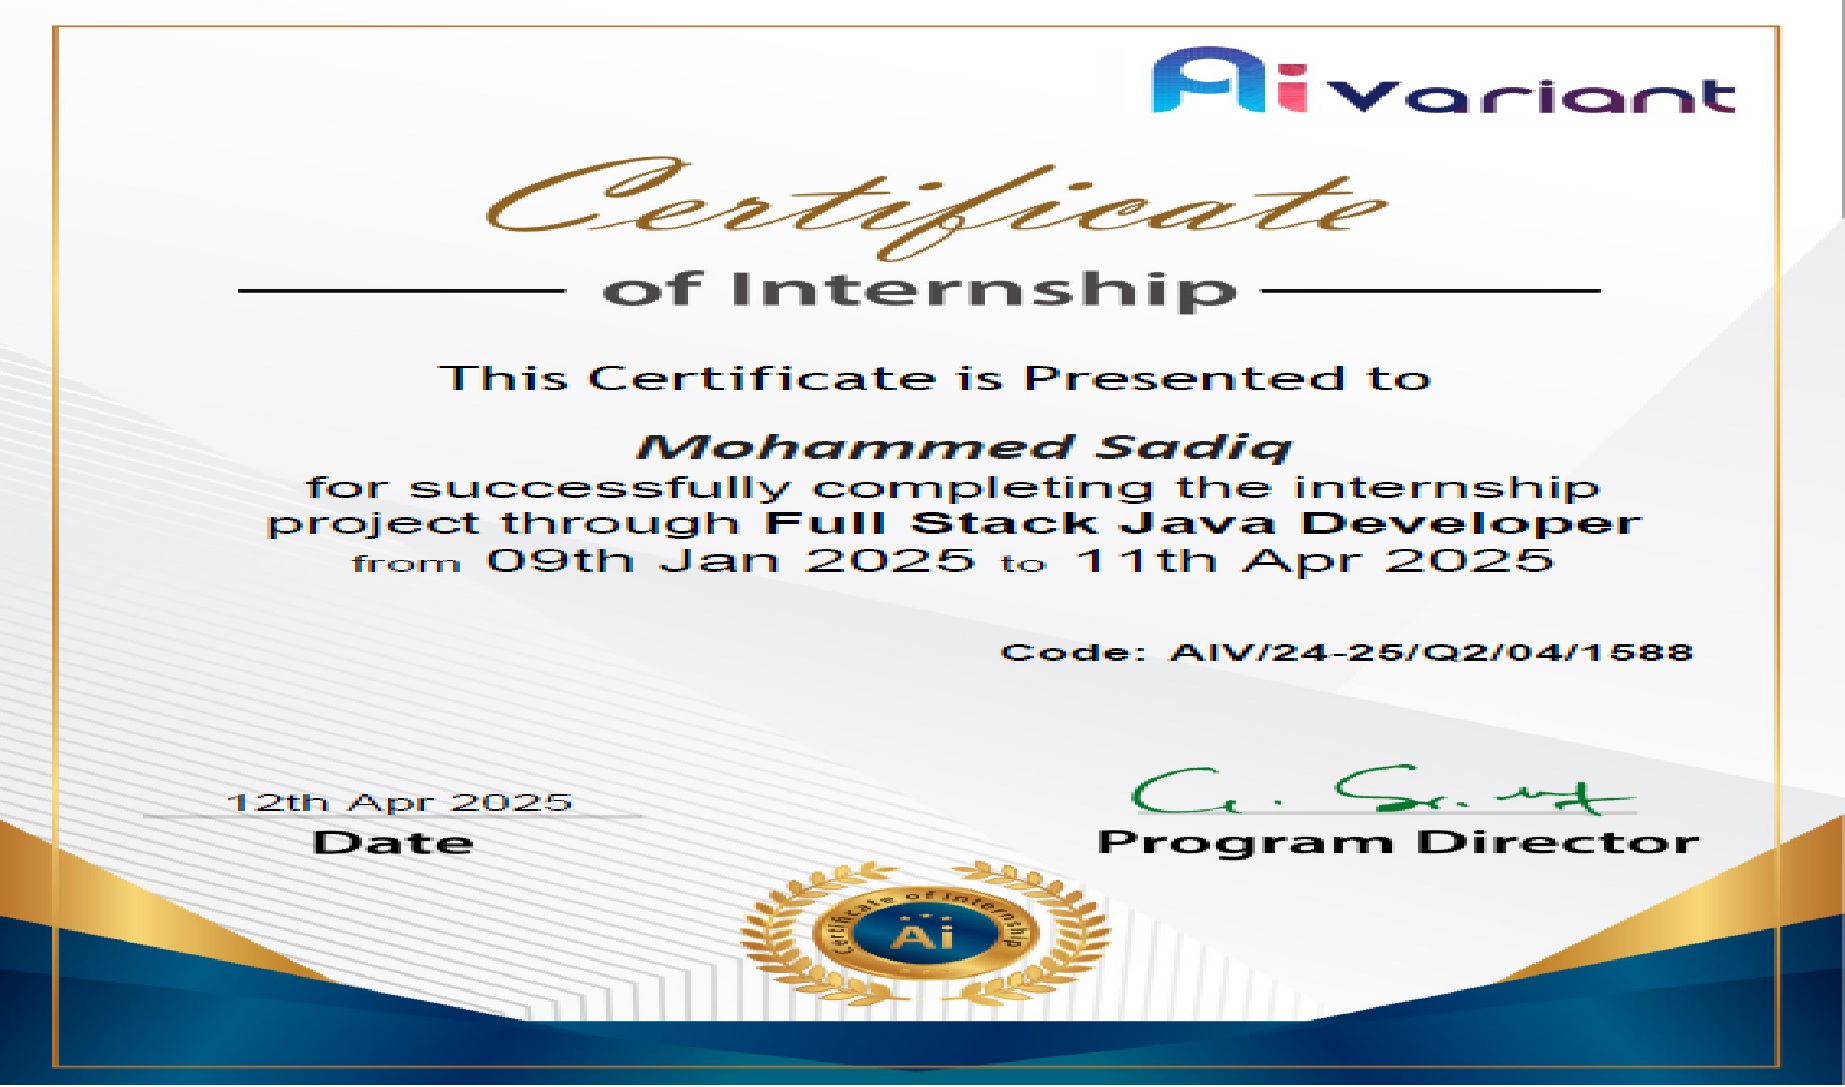 Ai Variant
Certificate
of Internship
This Certificate is Presented to
Mohammed Sadiq
for successfully completing the internship
project through Full Stack Java Developer
from 09th Jan 2025 to 11th Apr 2025
Code: AIV/24-25/Q2/04/1588
12th Apr 2025
Date
Program Director
Certificate of internship
Ai